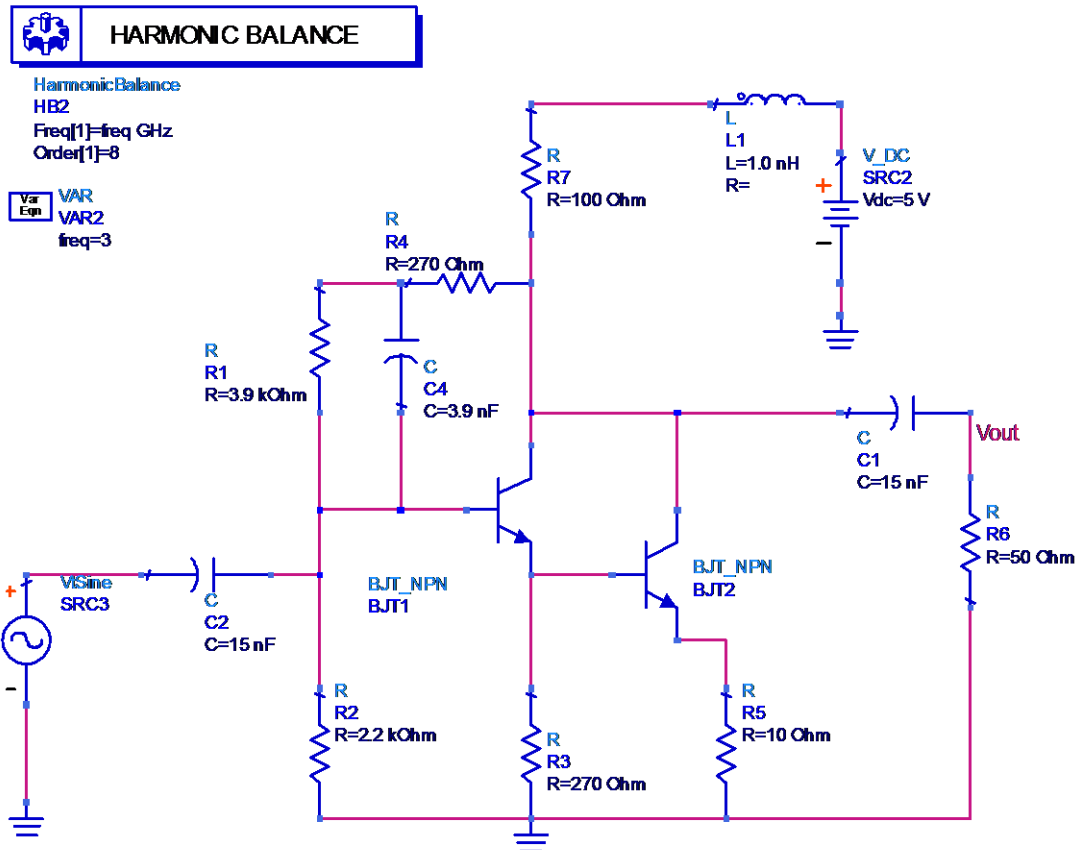 HARMONIC BALANCE
HarmonicBalance
HB2
Freq[1]=freq GHz
Order[1]=8
Var
Eqn
VAR
VAR2
freq=3
R
R4
R=270 Ohm
R
R7
R=100 Ohm
L
L1
L=1.0 nH
R=
V_DC
SRC2
Vdc=5 V
+
–
R
R1
R=3.9 kOhm
C
C4
C=3.9 nF
C
C1
C=15 nF
Vout
R
R6
R=50 Ohm
+
–
VtSine
SRC3
C
C2
C=15 nF
BJT_NPN
BJT1
BJT_NPN
BJT2
R
R2
R=2.2 kOhm
R
R3
R=270 Ohm
R
R5
R=10 Ohm